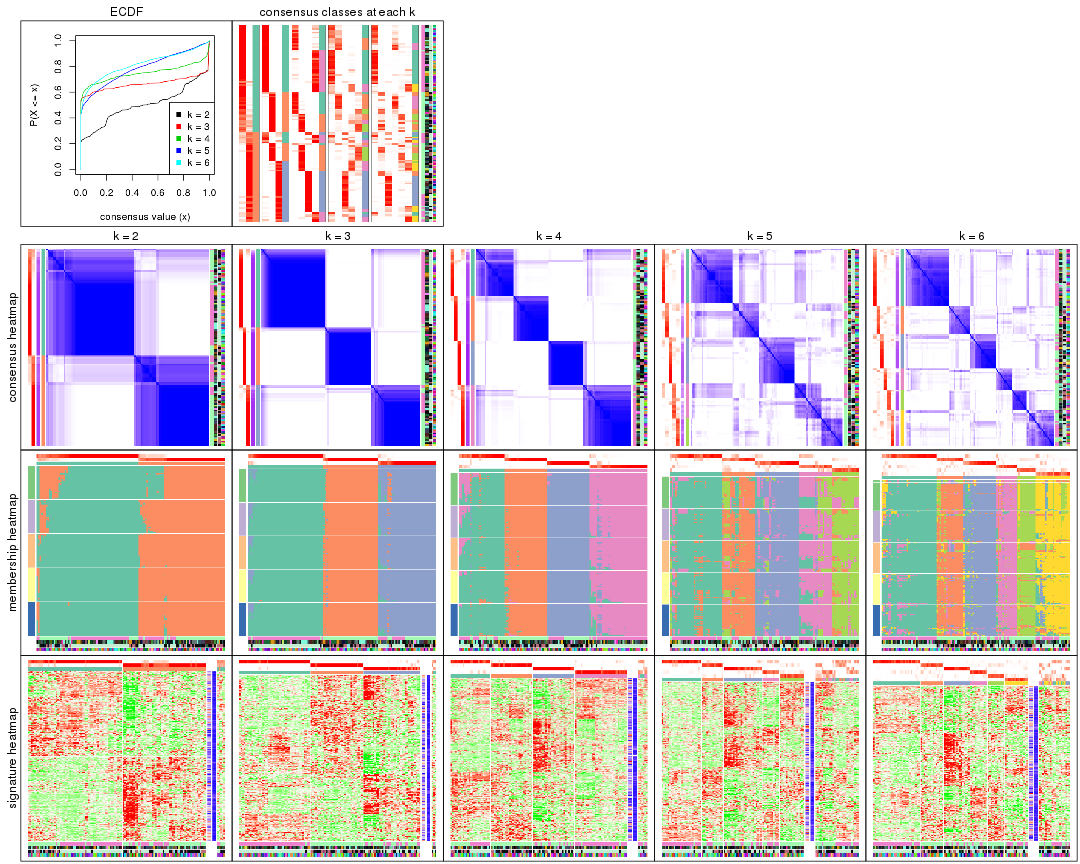 ECDF
consensus classes at each k
P(X <= x)
0.0
0.2
0.4
0.6
0.8
1.0
k = 2
k = 3
k = 4
k = 5
k = 6
0.0 0.2 0.4 0.6 0.8 1.0
consensus value (x)
k = 2
k = 3
k = 4
k = 5
k = 6
consensus heatmap
membership heatmap
signature heatmap